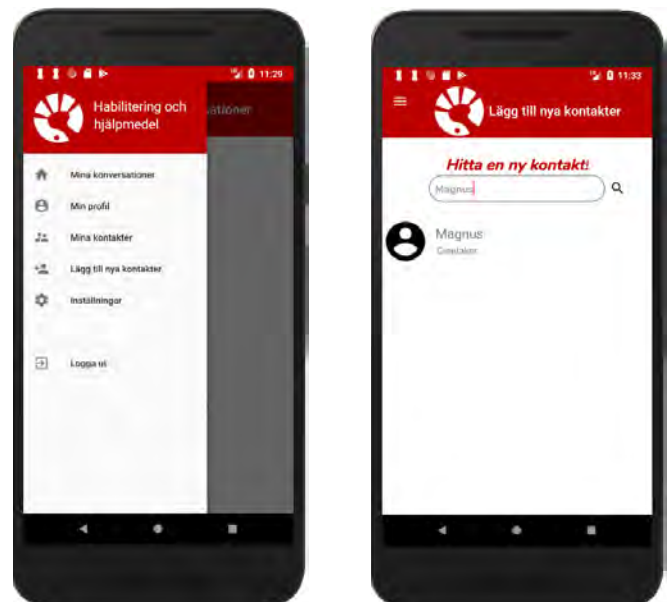 11:29
Habilitering och
hjälpmedel
ationer
Mina konversationer
Min profil
Mina kontakter
Lägg till nya kontakter
Inställningar
Logga ut
11:33
Lägg till nya kontakter
Hitta en ny kontakt!
Magnus
Magnus